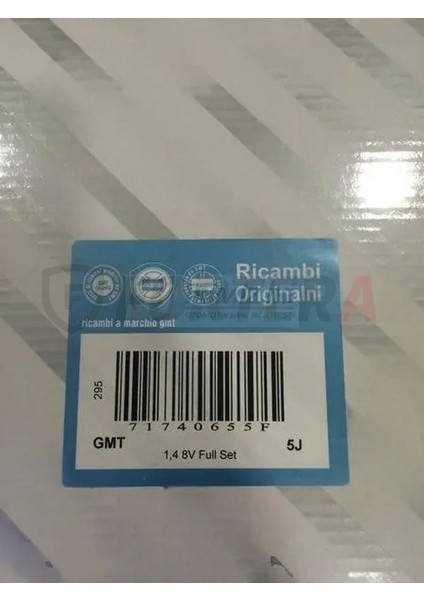 Ricambi
Originalni
ricambi a marchio gmt
295
71740655F
GMT
5J
1,4 8V Full Set